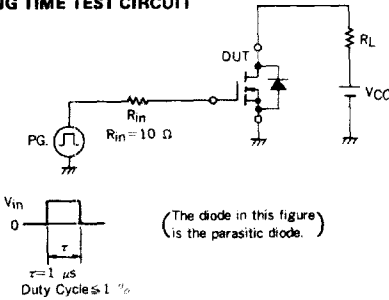 NG TIME TEST CIRCUIT
DUT
RL
VCC
Rin
Rin=10 Ω
PG.
Vin
0
τ
τ=1 μs
Duty Cycle≤1 %
(The diode in this figure
is the parasitic diode.)